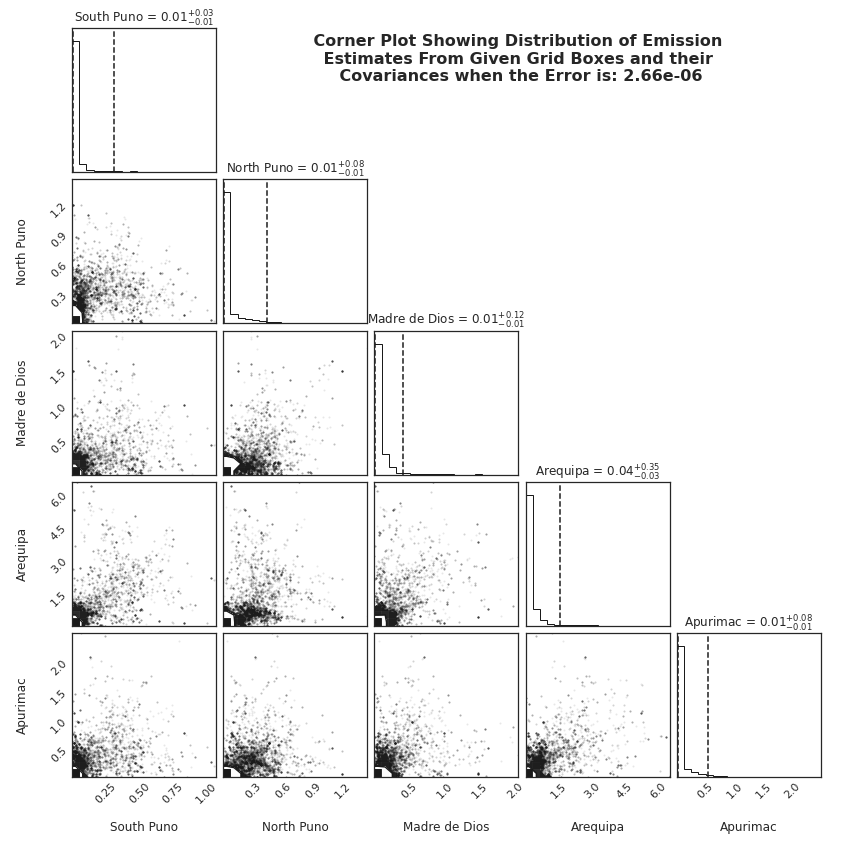 South Puno = 0.01+0.03−0.01
Corner Plot Showing Distribution of Emission
Estimates From Given Grid Boxes and their
Covariances when the Error is: 2.66e-06
North Puno = 0.01+0.08−0.01
North Puno
1.2
0.9
0.6
0.3
Madre de Dios = 0.01+0.12−0.01
Madre de Dios
2.0
1.5
1.0
0.5
Arequipa = 0.04+0.35−0.03
Arequipa
6.0
4.5
3.0
1.5
Apurimac = 0.01+0.08−0.01
Apurimac
2.0
1.5
1.0
0.5
0.25 0.50 0.75 1.00 0.3 0.6 0.9 1.2 0.5 1.0 1.5 2.0 1.5 3.0 4.5 6.0 0.5 1.0 1.5 2.0
South Puno North Puno Madre de Dios Arequipa Apurimac